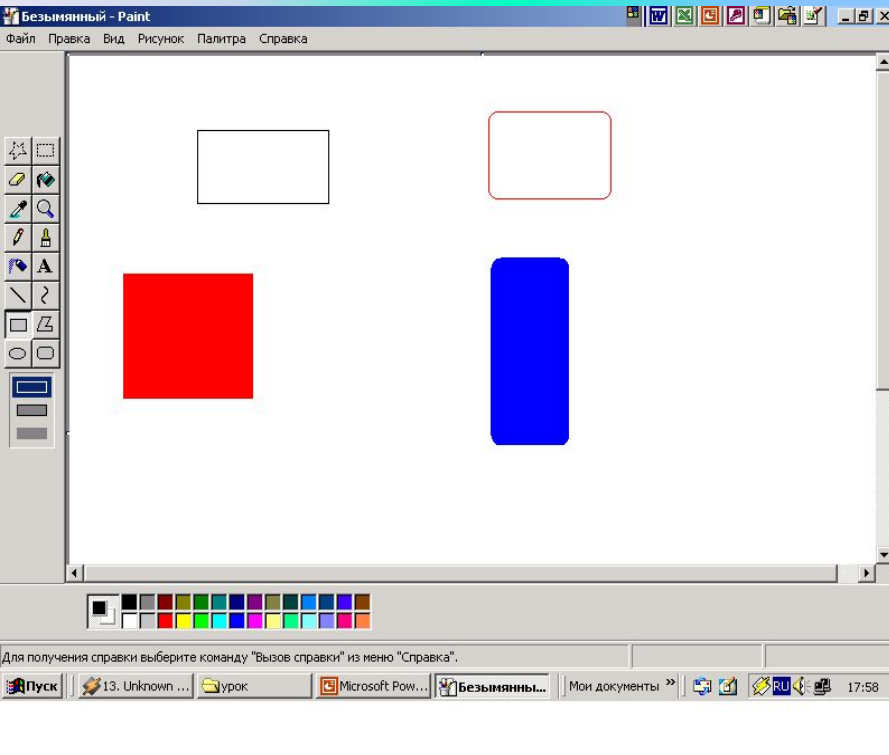 Безымянный - Paint
Файл Правка Вид Рисунок Палитра Справка
A
Для получения справки выберите команду "Вызов справки" из меню "Справка".
Пуск 13. Unknown ... урок Microsoft Pow... Безымянны... Мои документы » RU 17:58